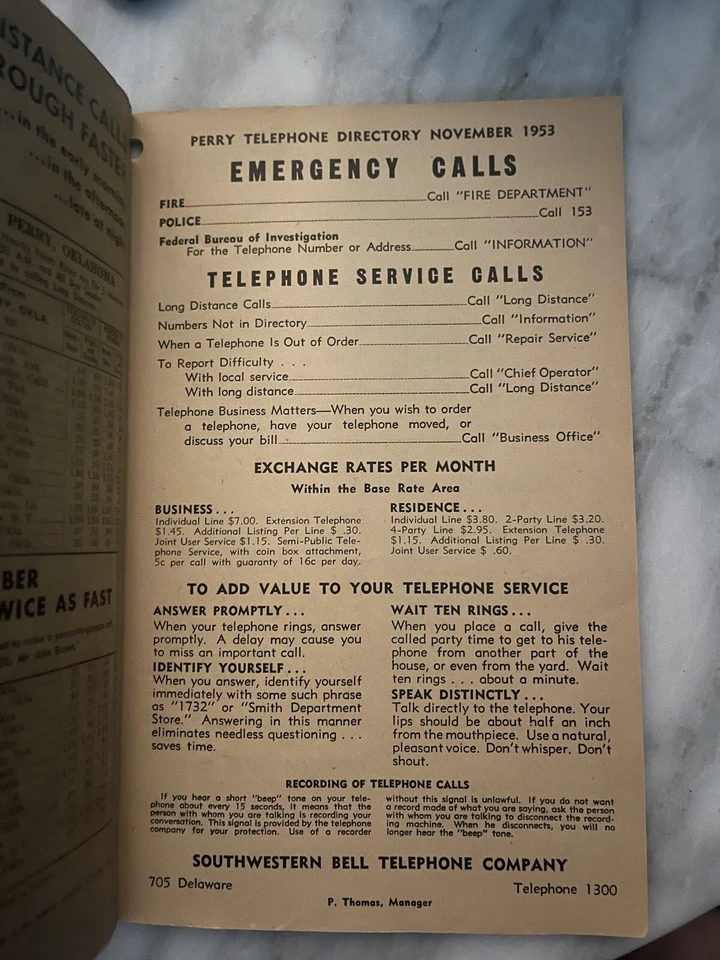 ISTANCE CALLS
ROUGH FASTER
...in the early morning
...in the afternoon
...late at night
PERRY, OKLAHOMA
BER
WICE AS FAST
PERRY TELEPHONE DIRECTORY NOVEMBER 1953
EMERGENCY CALLS
FIRE Call "FIRE DEPARTMENT"
POLICE Call 153
Federal Bureau of Investigation
For the Telephone Number or Address Call "INFORMATION"
TELEPHONE SERVICE CALLS
Long Distance Calls Call "Long Distance"
Numbers Not in Directory Call "Information"
When a Telephone Is Out of Order Call "Repair Service"
To Report Difficulty . . .
With local service Call "Chief Operator"
With long distance Call "Long Distance"
Telephone Business Matters—When you wish to order
a telephone, have your telephone moved, or
discuss your bill Call "Business Office"
EXCHANGE RATES PER MONTH
Within the Base Rate Area
BUSINESS . . .
Individual Line $7.00. Extension Telephone
$1.45. Additional Listing Per Line $ .30.
Joint User Service $1.15. Semi-Public Tele-
phone Service, with coin box attachment,
5c per call with guaranty of 16c per day.
RESIDENCE . . .
Individual Line $3.80. 2-Party Line $3.20.
4-Party Line $2.95. Extension Telephone
$1.15. Additional Listing Per Line $ .30.
Joint User Service $ .60.
TO ADD VALUE TO YOUR TELEPHONE SERVICE
ANSWER PROMPTLY . . .
When your telephone rings, answer
promptly. A delay may cause you
to miss an important call.
IDENTIFY YOURSELF . . .
When you answer, identify yourself
immediately with some such phrase
as "1732" or "Smith Department
Store." Answering in this manner
eliminates needless questioning . . .
saves time.
WAIT TEN RINGS . . .
When you place a call, give the
called party time to get to his tele-
phone from another part of the
house, or even from the yard. Wait
ten rings . . . about a minute.
SPEAK DISTINCTLY . . .
Talk directly to the telephone. Your
lips should be about half an inch
from the mouthpiece. Use a natural,
pleasant voice. Don't whisper. Don't
shout.
RECORDING OF TELEPHONE CALLS
If you hear a short "beep" tone on your tele-
phone about every 15 seconds, it means that the
person with whom you are talking is recording your
conversation. This signal is provided by the telephone
company for your protection. Use of a recorder
without this signal is unlawful. If you do not want
a record made of what you are saying, ask the person
with whom you are talking to disconnect the record-
ing machine. When he disconnects, you will no
longer hear the "beep" tone.
SOUTHWESTERN BELL TELEPHONE COMPANY
705 Delaware Telephone 1300
P. Thomas, Manager